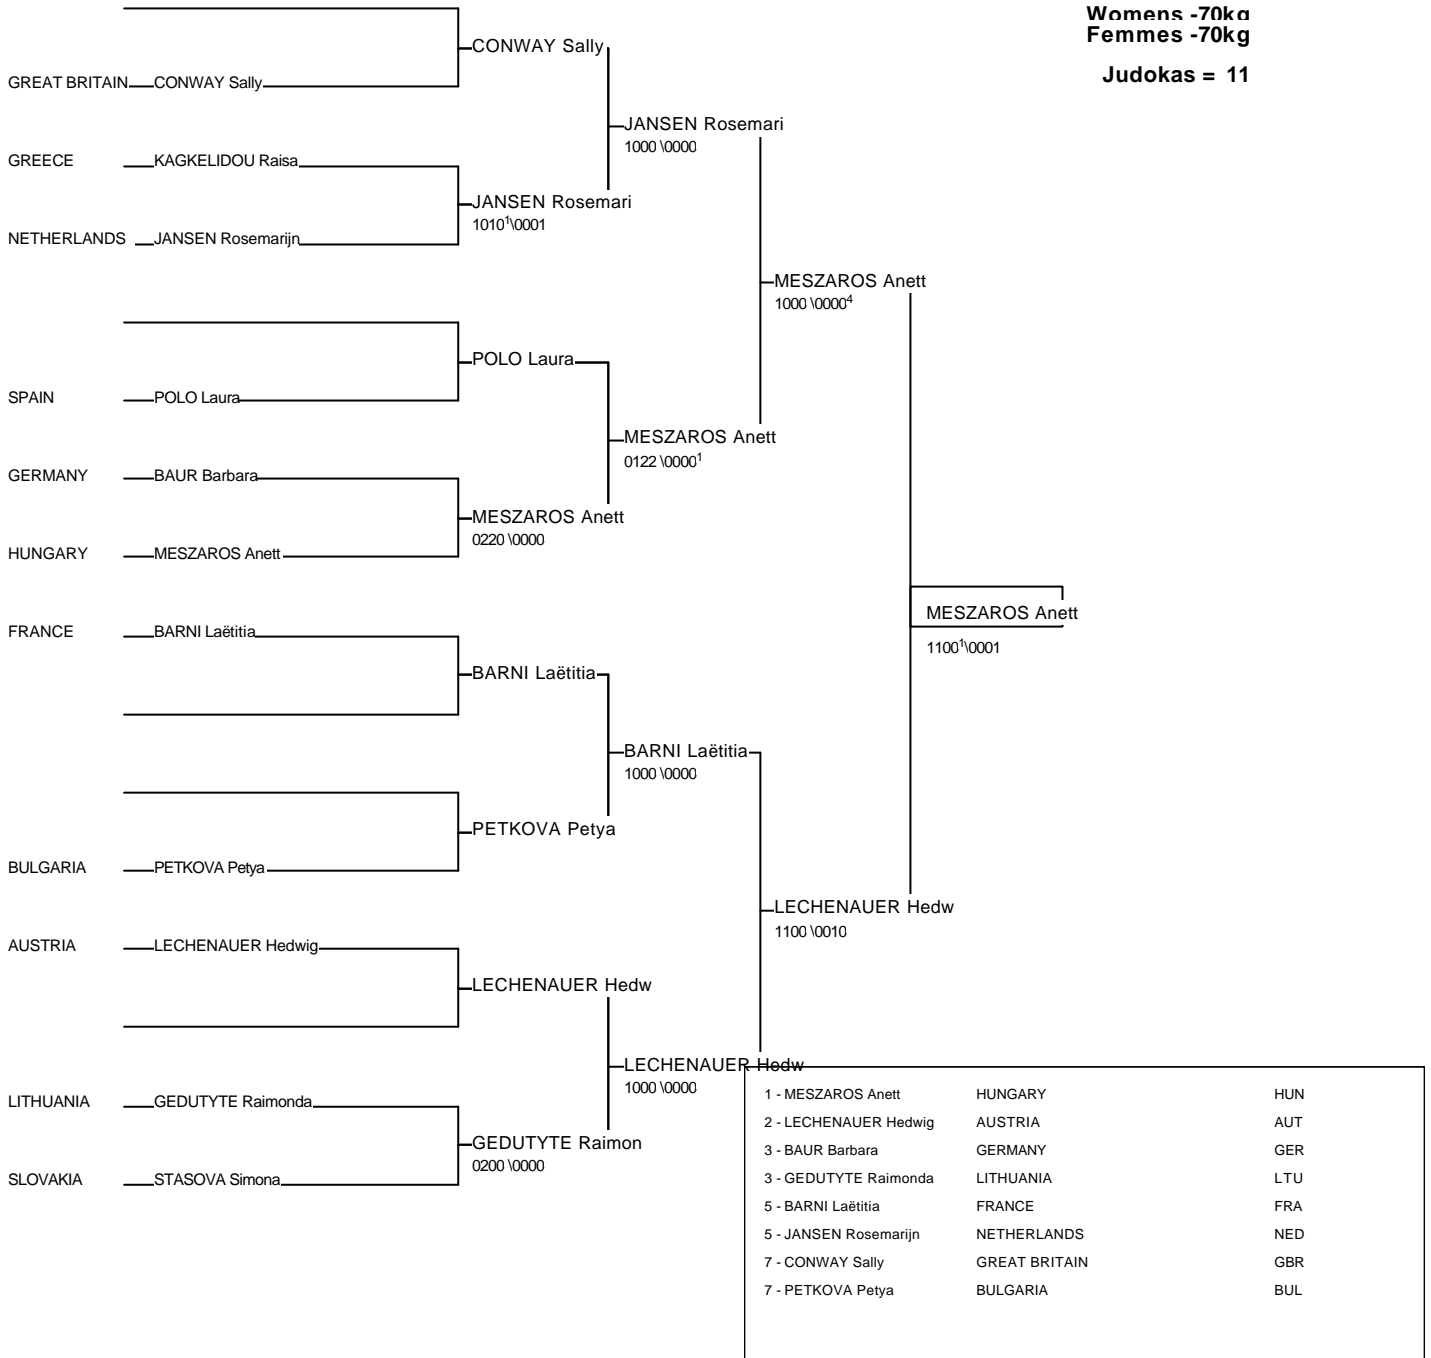 Womens -70kg
Femmes -70kg
Judokas = 11
CONWAY Sally
GREAT BRITAIN CONWAY Sally
JANSEN Rosemari
1000 \0000
GREECE KAGKELIDOU Raisa
JANSEN Rosemari
1010¹\0001
NETHERLANDS JANSEN Rosemarijn
MESZAROS Anett
1000 \0000⁴
POLO Laura
SPAIN POLO Laura
MESZAROS Anett
0122 \0000¹
GERMANY BAUR Barbara
MESZAROS Anett
0220 \0000
HUNGARY MESZAROS Anett
MESZAROS Anett
1100¹\0001
FRANCE BARNI Laëtitia
BARNI Laëtitia
BARNI Laëtitia
1000 \0000
PETKOVA Petya
BULGARIA PETKOVA Petya
LECHENAUER Hedw
1100 \0010
AUSTRIA LECHENAUER Hedwig
LECHENAUER Hedw
LECHENAUER Hedw
1000 \0000
LITHUANIA GEDUTYTE Raimonda
GEDUTYTE Raimon
0200 \0000
SLOVAKIA STASOVA Simona
1 - MESZAROS Anett HUNGARY HUN
2 - LECHENAUER Hedwig AUSTRIA AUT
3 - BAUR Barbara GERMANY GER
3 - GEDUTYTE Raimonda LITHUANIA LTU
5 - BARNI Laëtitia FRANCE FRA
5 - JANSEN Rosemarijn NETHERLANDS NED
7 - CONWAY Sally GREAT BRITAIN GBR
7 - PETKOVA Petya BULGARIA BUL